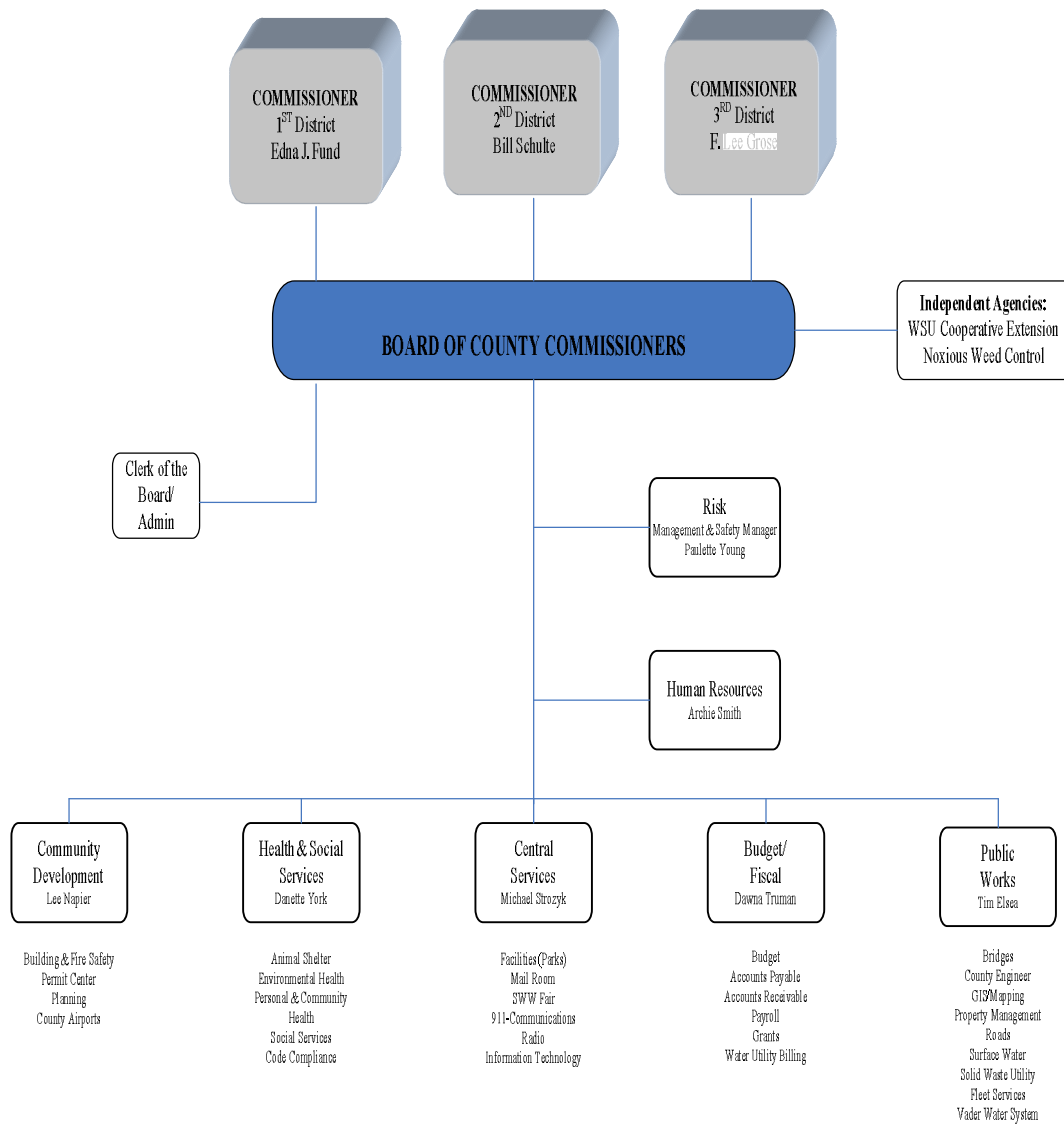 COMMISSIONER
1ST District
Edna J. Fund
COMMISSIONER
2ND District
Bill Schulte
COMMISSIONER
3RD District
F. Lee Grose
BOARD OF COUNTY COMMISSIONERS
Independent Agencies:
WSU Cooperative Extension
Noxious Weed Control
Clerk of the
Board/
Admin
Risk
Management & Safety Manager
Paulette Young
Human Resources
Archie Smith
Community
Development
Lee Napier
Building & Fire Safety
Permit Center
Planning
County Airports
Health & Social
Services
Danette York
Animal Shelter
Environmental Health
Personal & Community
Health
Social Services
Code Compliance
Central
Services
Michael Strozyk
Facilities (Parks)
Mail Room
SWW Fair
911-Communications
Radio
Information Technology
Budget/
Fiscal
Dawna Truman
Budget
Accounts Payable
Accounts Receivable
Payroll
Grants
Water Utility Billing
Public
Works
Tim Elsea
Bridges
County Engineer
GIS/Mapping
Property Management
Roads
Surface Water
Solid Waste Utility
Fleet Services
Vader Water System